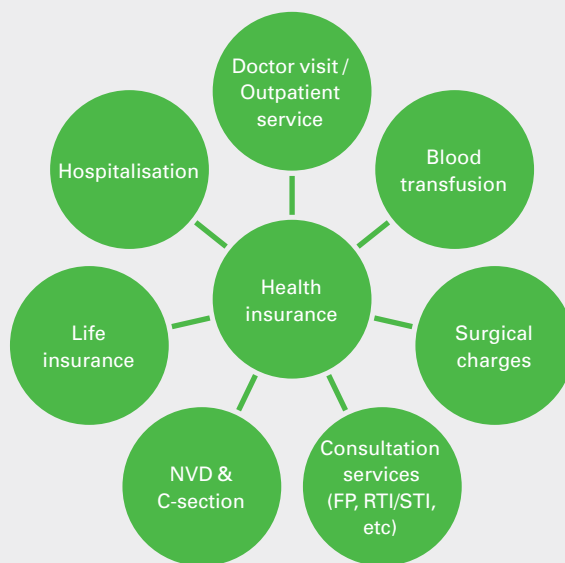 Doctor visit /
Outpatient
service
Blood
transfusion
Surgical
charges
Consultation
services
(FP, RTI/STI,
etc)
NVD &
C-section
Life
insurance
Hospitalisation
Health
insurance